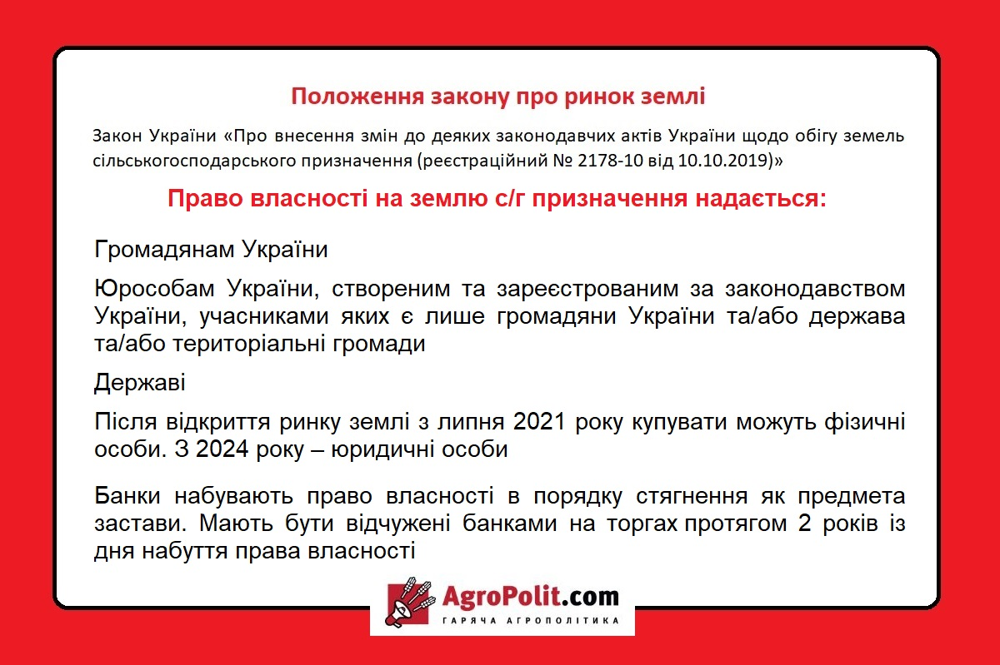 Положення закону про ринок землі
Закон України «Про внесення змін до деяких законодавчих актів України щодо обігу земель
сільськогосподарського призначення (реєстраційний № 2178-10 від 10.10.2019)»
Право власності на землю с/г призначення надається:
Громадянам України
Юрособам України, створеним та зареєстрованим за законодавством
України, учасниками яких є лише громадяни України та/або держава
та/або територіальні громади
Державі
Після відкриття ринку землі з липня 2021 року купувати можуть фізичні
особи. З 2024 року – юридичні особи
Банки набувають право власності в порядку стягнення як предмета
застави. Мають бути відчужені банками на торгах протягом 2 років із
дня набуття права власності
AgroPolit.com
ГАРЯЧА АГРОПОЛІТИКА